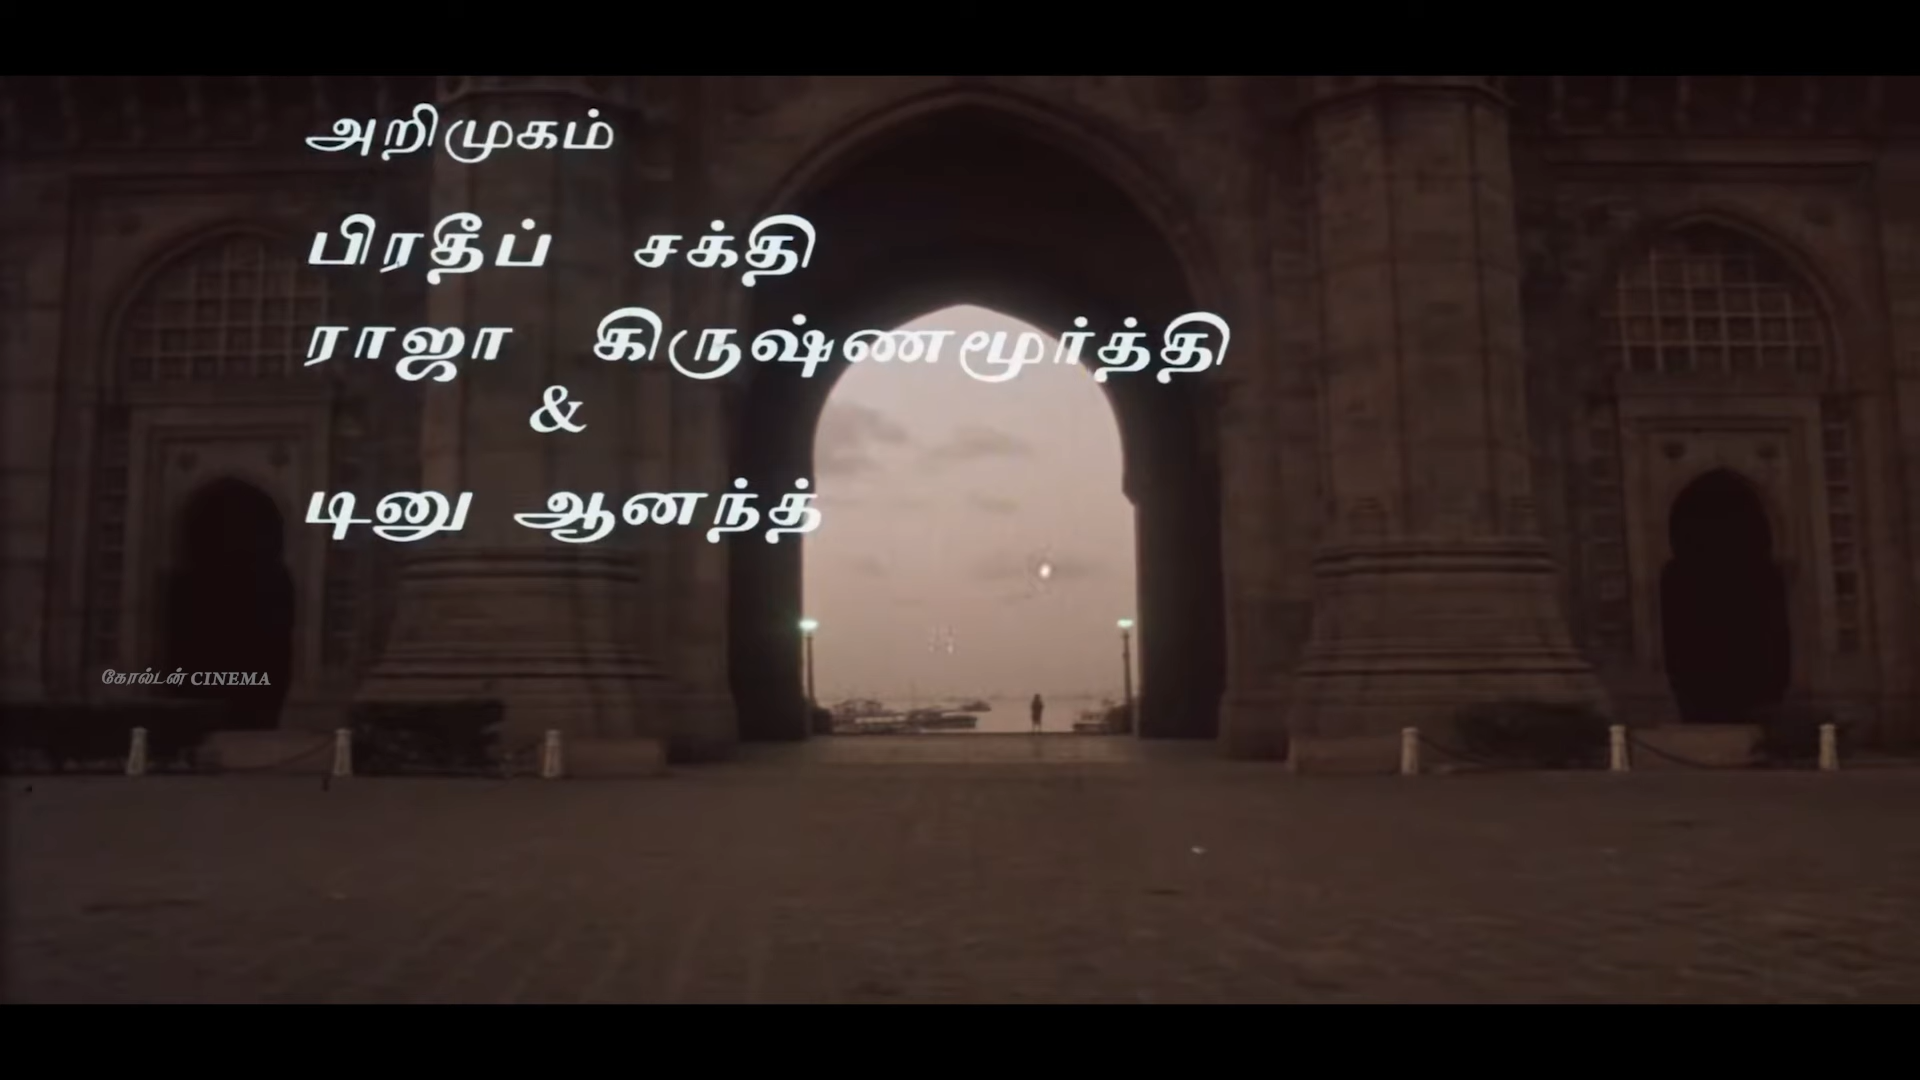 அறிமுகம்
பிரதீப் சக்தி
ராஜா கிருஷ்ணமூர்த்தி
&
டினு ஆனந்த்
கோல்டன் CINEMA